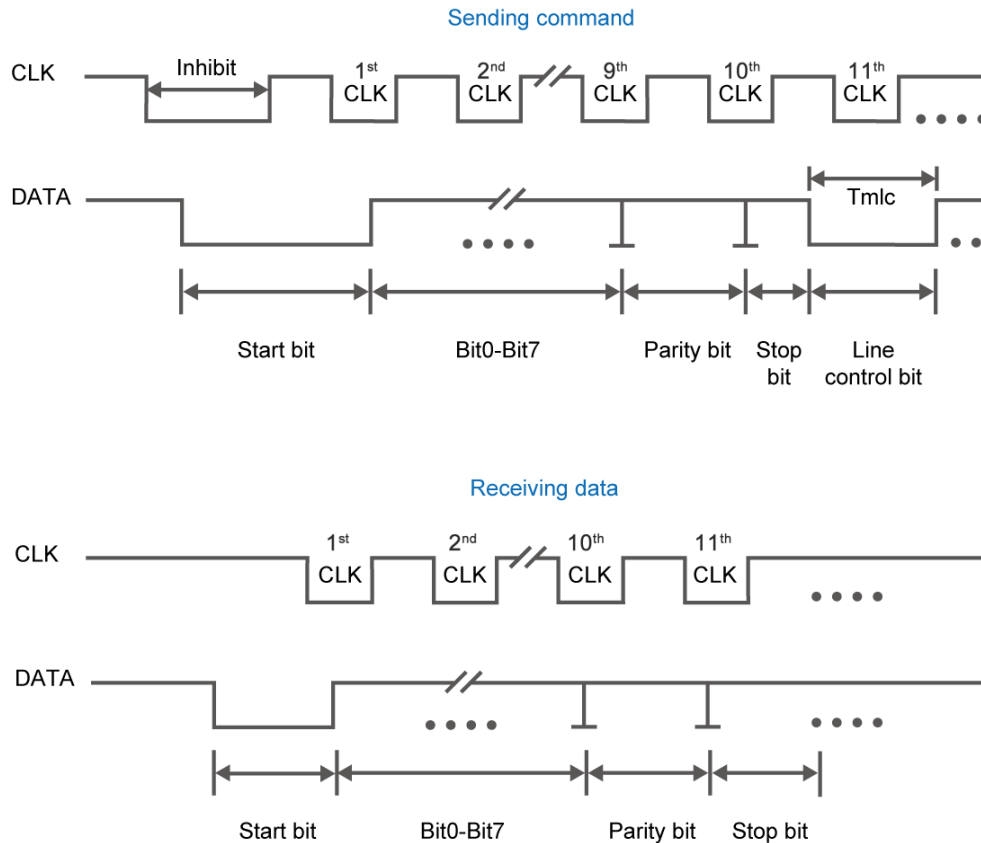 Sending command
CLK
Inhibit
1st CLK
2nd CLK
9th CLK
10th CLK
11th CLK
DATA
Tmlc
Start bit
Bit0-Bit7
Parity bit
Stop bit
Line control bit
Receiving data
CLK
1st CLK
2nd CLK
10th CLK
11th CLK
DATA
Start bit
Bit0-Bit7
Parity bit
Stop bit